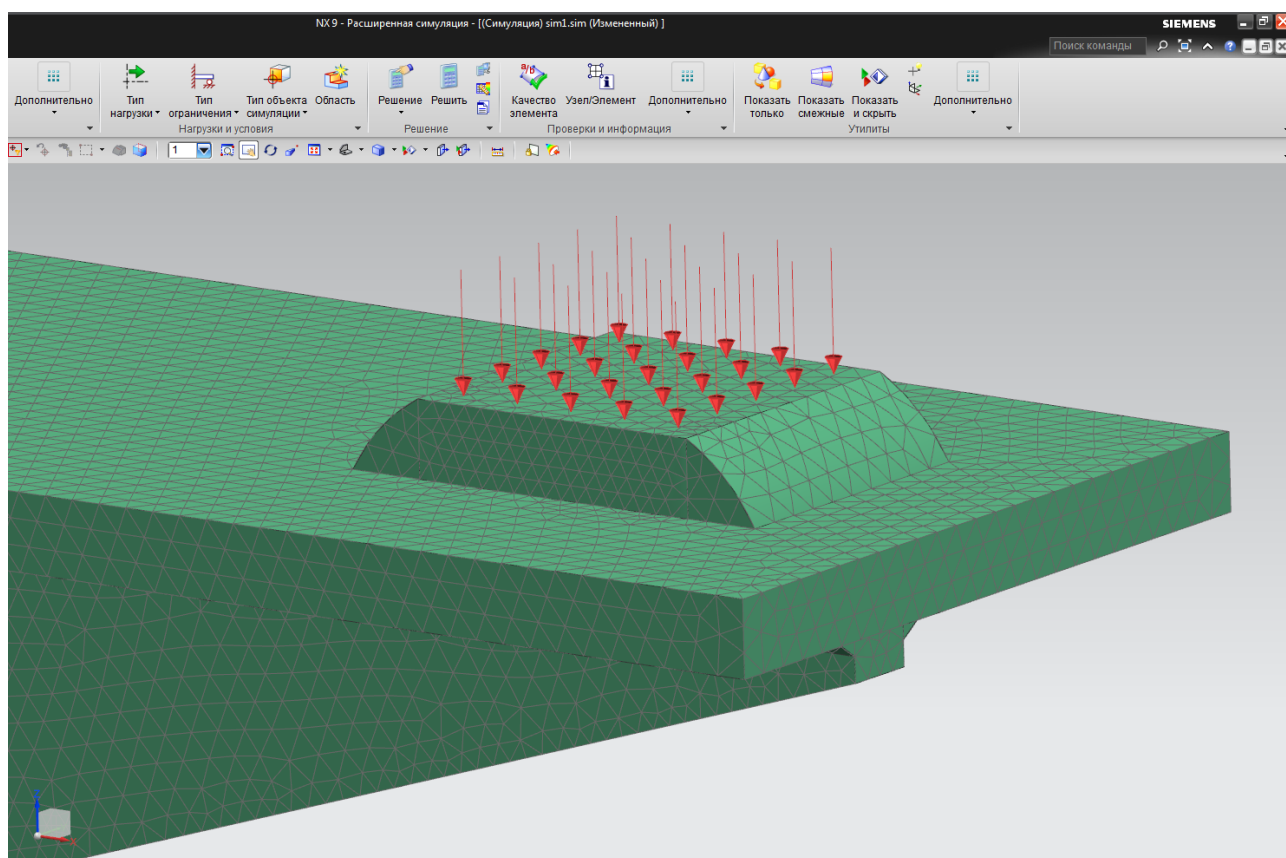 NX 9 - Расширенная симуляция - [(Симуляция) sim1.sim (Измененный) ]
SIEMENS
Поиск команды
Дополнительно
Тип нагрузки
Тип ограничения
Тип объекта симуляции
Область
Нагрузки и условия
Решение
Решить
Решение
Качество элемента
Узел/Элемент
Дополнительно
Проверки и информация
Показать только
Показать смежные
Показать и скрыть
Дополнительно
Утилиты
1
Z
X